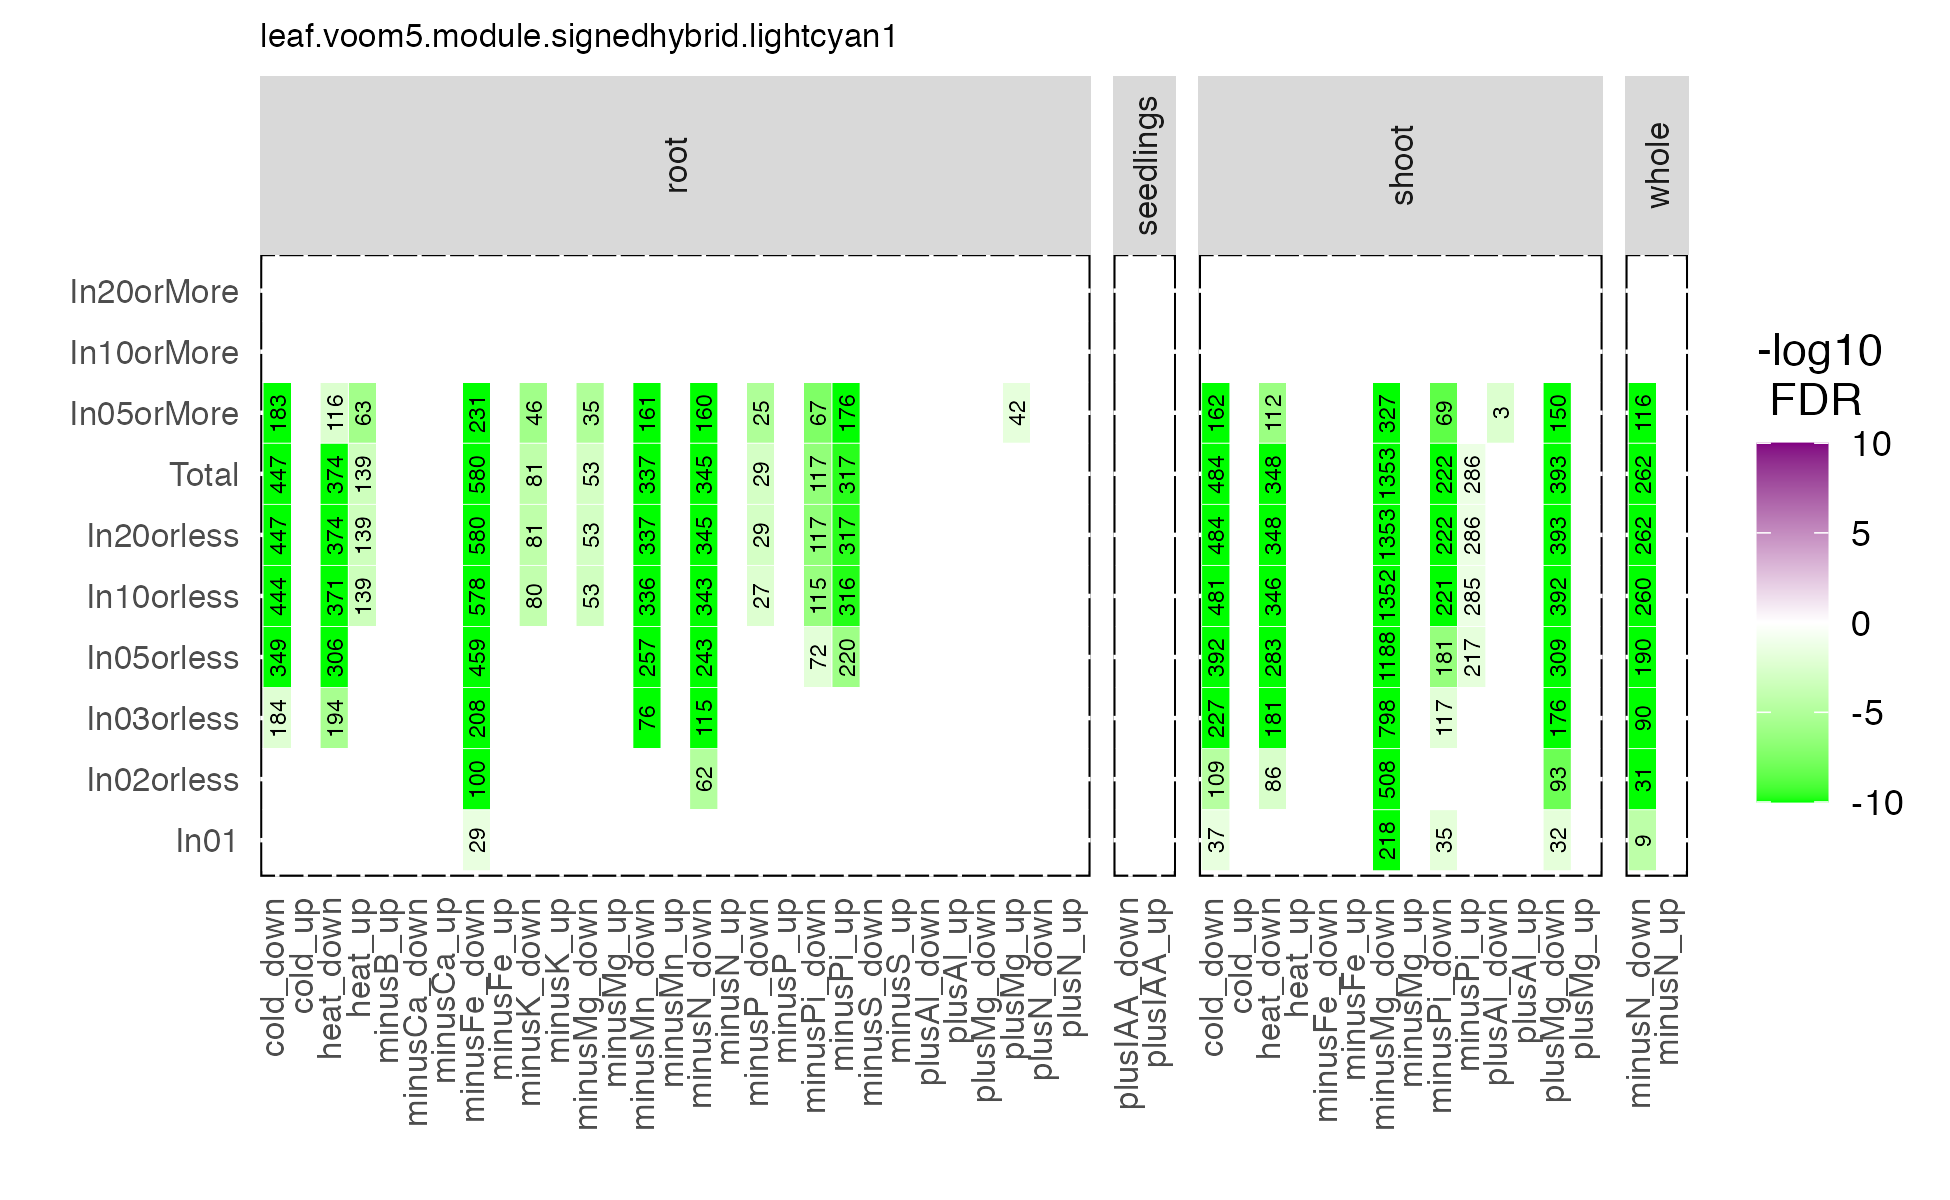 leaf.voom5.module.signedhybrid.lightcyan1
root
seedlings
shoot
whole
In20orMore
In10orMore
In05orMore 183 116 63 231 46 35 161 160 25 67 176 42 162 112 327 69 3 150 116
Total 447 374 139 580 81 53 337 345 29 117 317 484 348 1353 222 286 393 262
In20orless 447 374 139 580 81 53 337 345 29 117 317 484 348 1353 222 286 393 262
In10orless 444 371 139 578 80 53 336 343 27 115 316 481 346 1352 221 285 392 260
In05orless 349 306 459 257 243 72 220 392 283 1188 181 217 309 190
In03orless 184 194 208 76 115 227 181 798 117 176 90
In02orless 100 62 109 86 508 93 31
In01 29 37 218 35 32 9
cold_down
cold_up
heat_down
heat_up
minusB_up
minusCa_down
minusCa_up
minusFe_down
minusFe_up
minusK_down
minusK_up
minusMg_down
minusMg_up
minusMn_down
minusMn_up
minusN_down
minusN_up
minusP_down
minusP_up
minusPi_down
minusPi_up
minusS_down
minusS_up
plusAl_down
plusAl_up
plusMg_down
plusMg_up
plusN_down
plusN_up
plusIAA_down
plusIAA_up
cold_down
cold_up
heat_down
heat_up
minusFe_down
minusFe_up
minusMg_down
minusMg_up
minusPi_down
minusPi_up
plusAl_down
plusAl_up
plusMg_down
plusMg_up
minusN_down
minusN_up
-log10
FDR
10
5
0
-5
-10